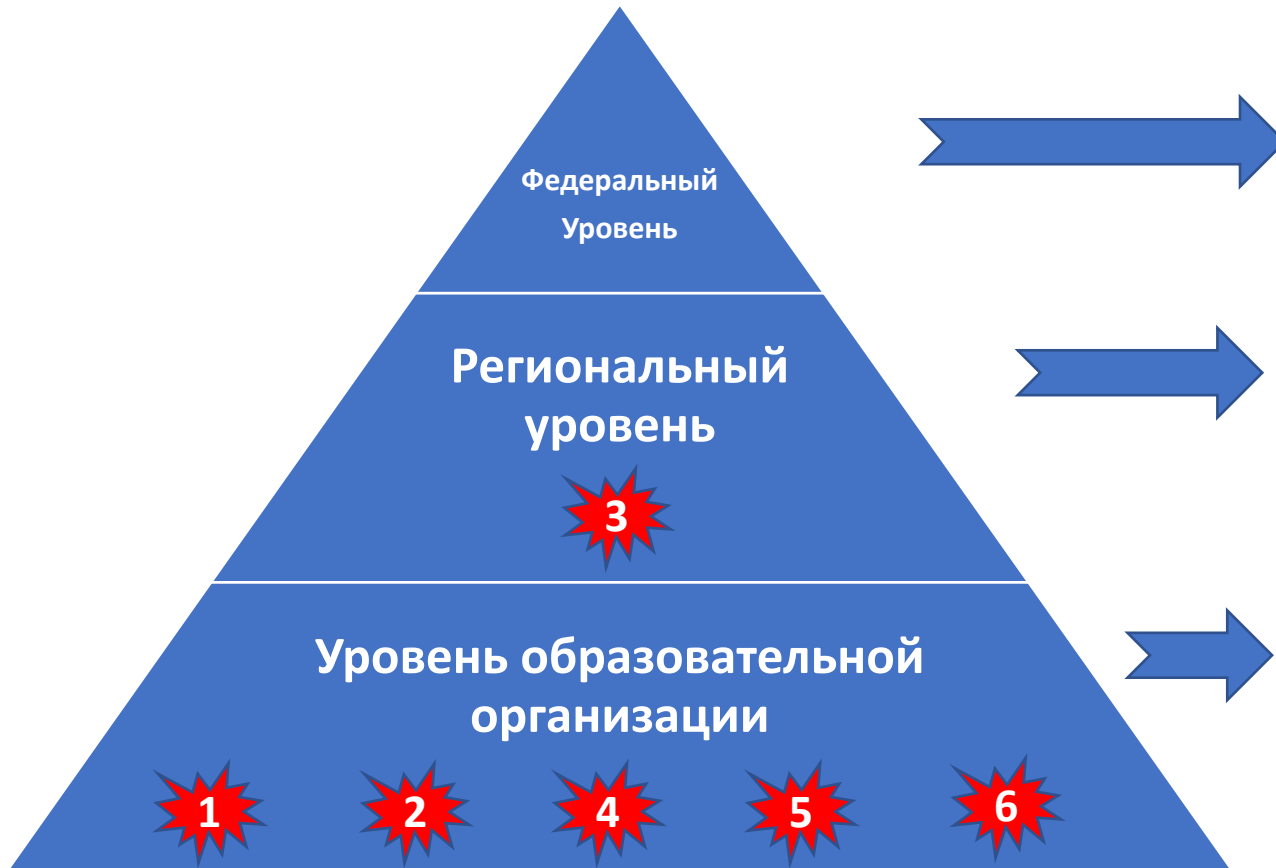 Федеральный
Уровень
Региональный
уровень
3
Уровень образовательной
организации
1 2 4 5 6